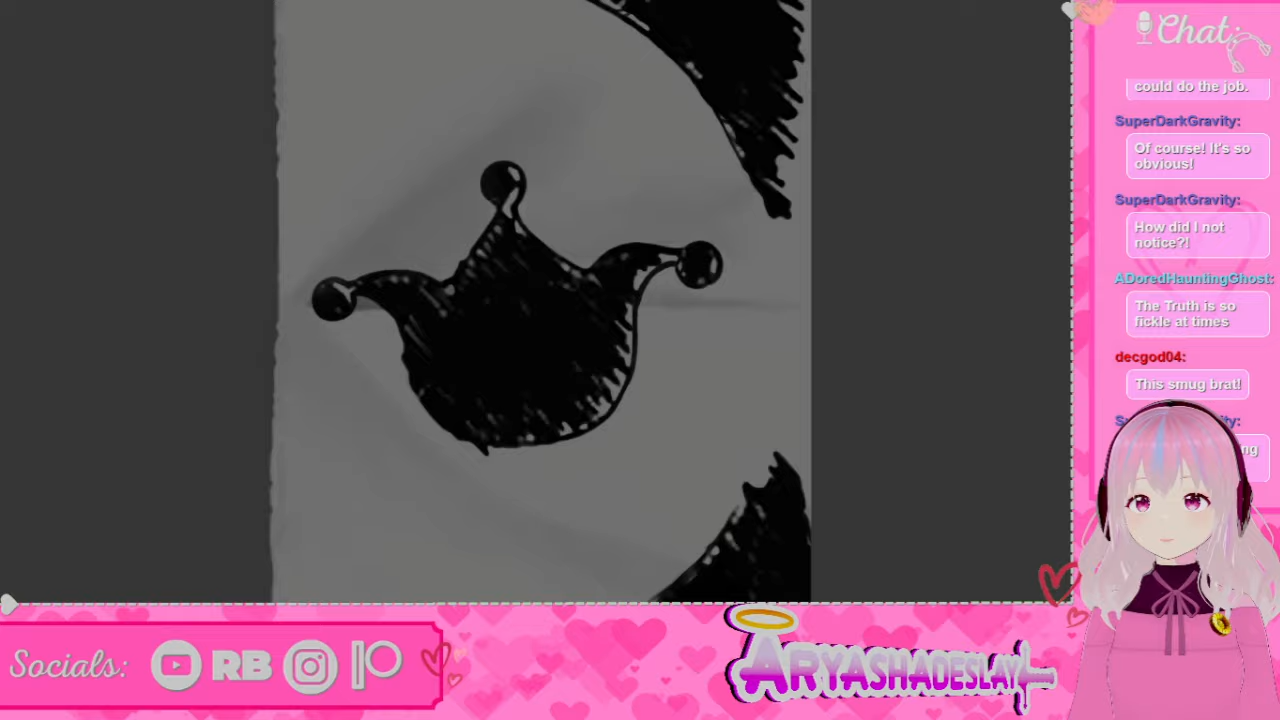 Chat:
could do the job.
SuperDarkGravity:
Of course! It's so
obvious!
SuperDarkGravity:
How did I not
notice?!
ADoredHauntingGhost:
The Truth is so
fickle at times
decgod04:
This smug brat!
Socials:
RB
ARYASHADESLAY